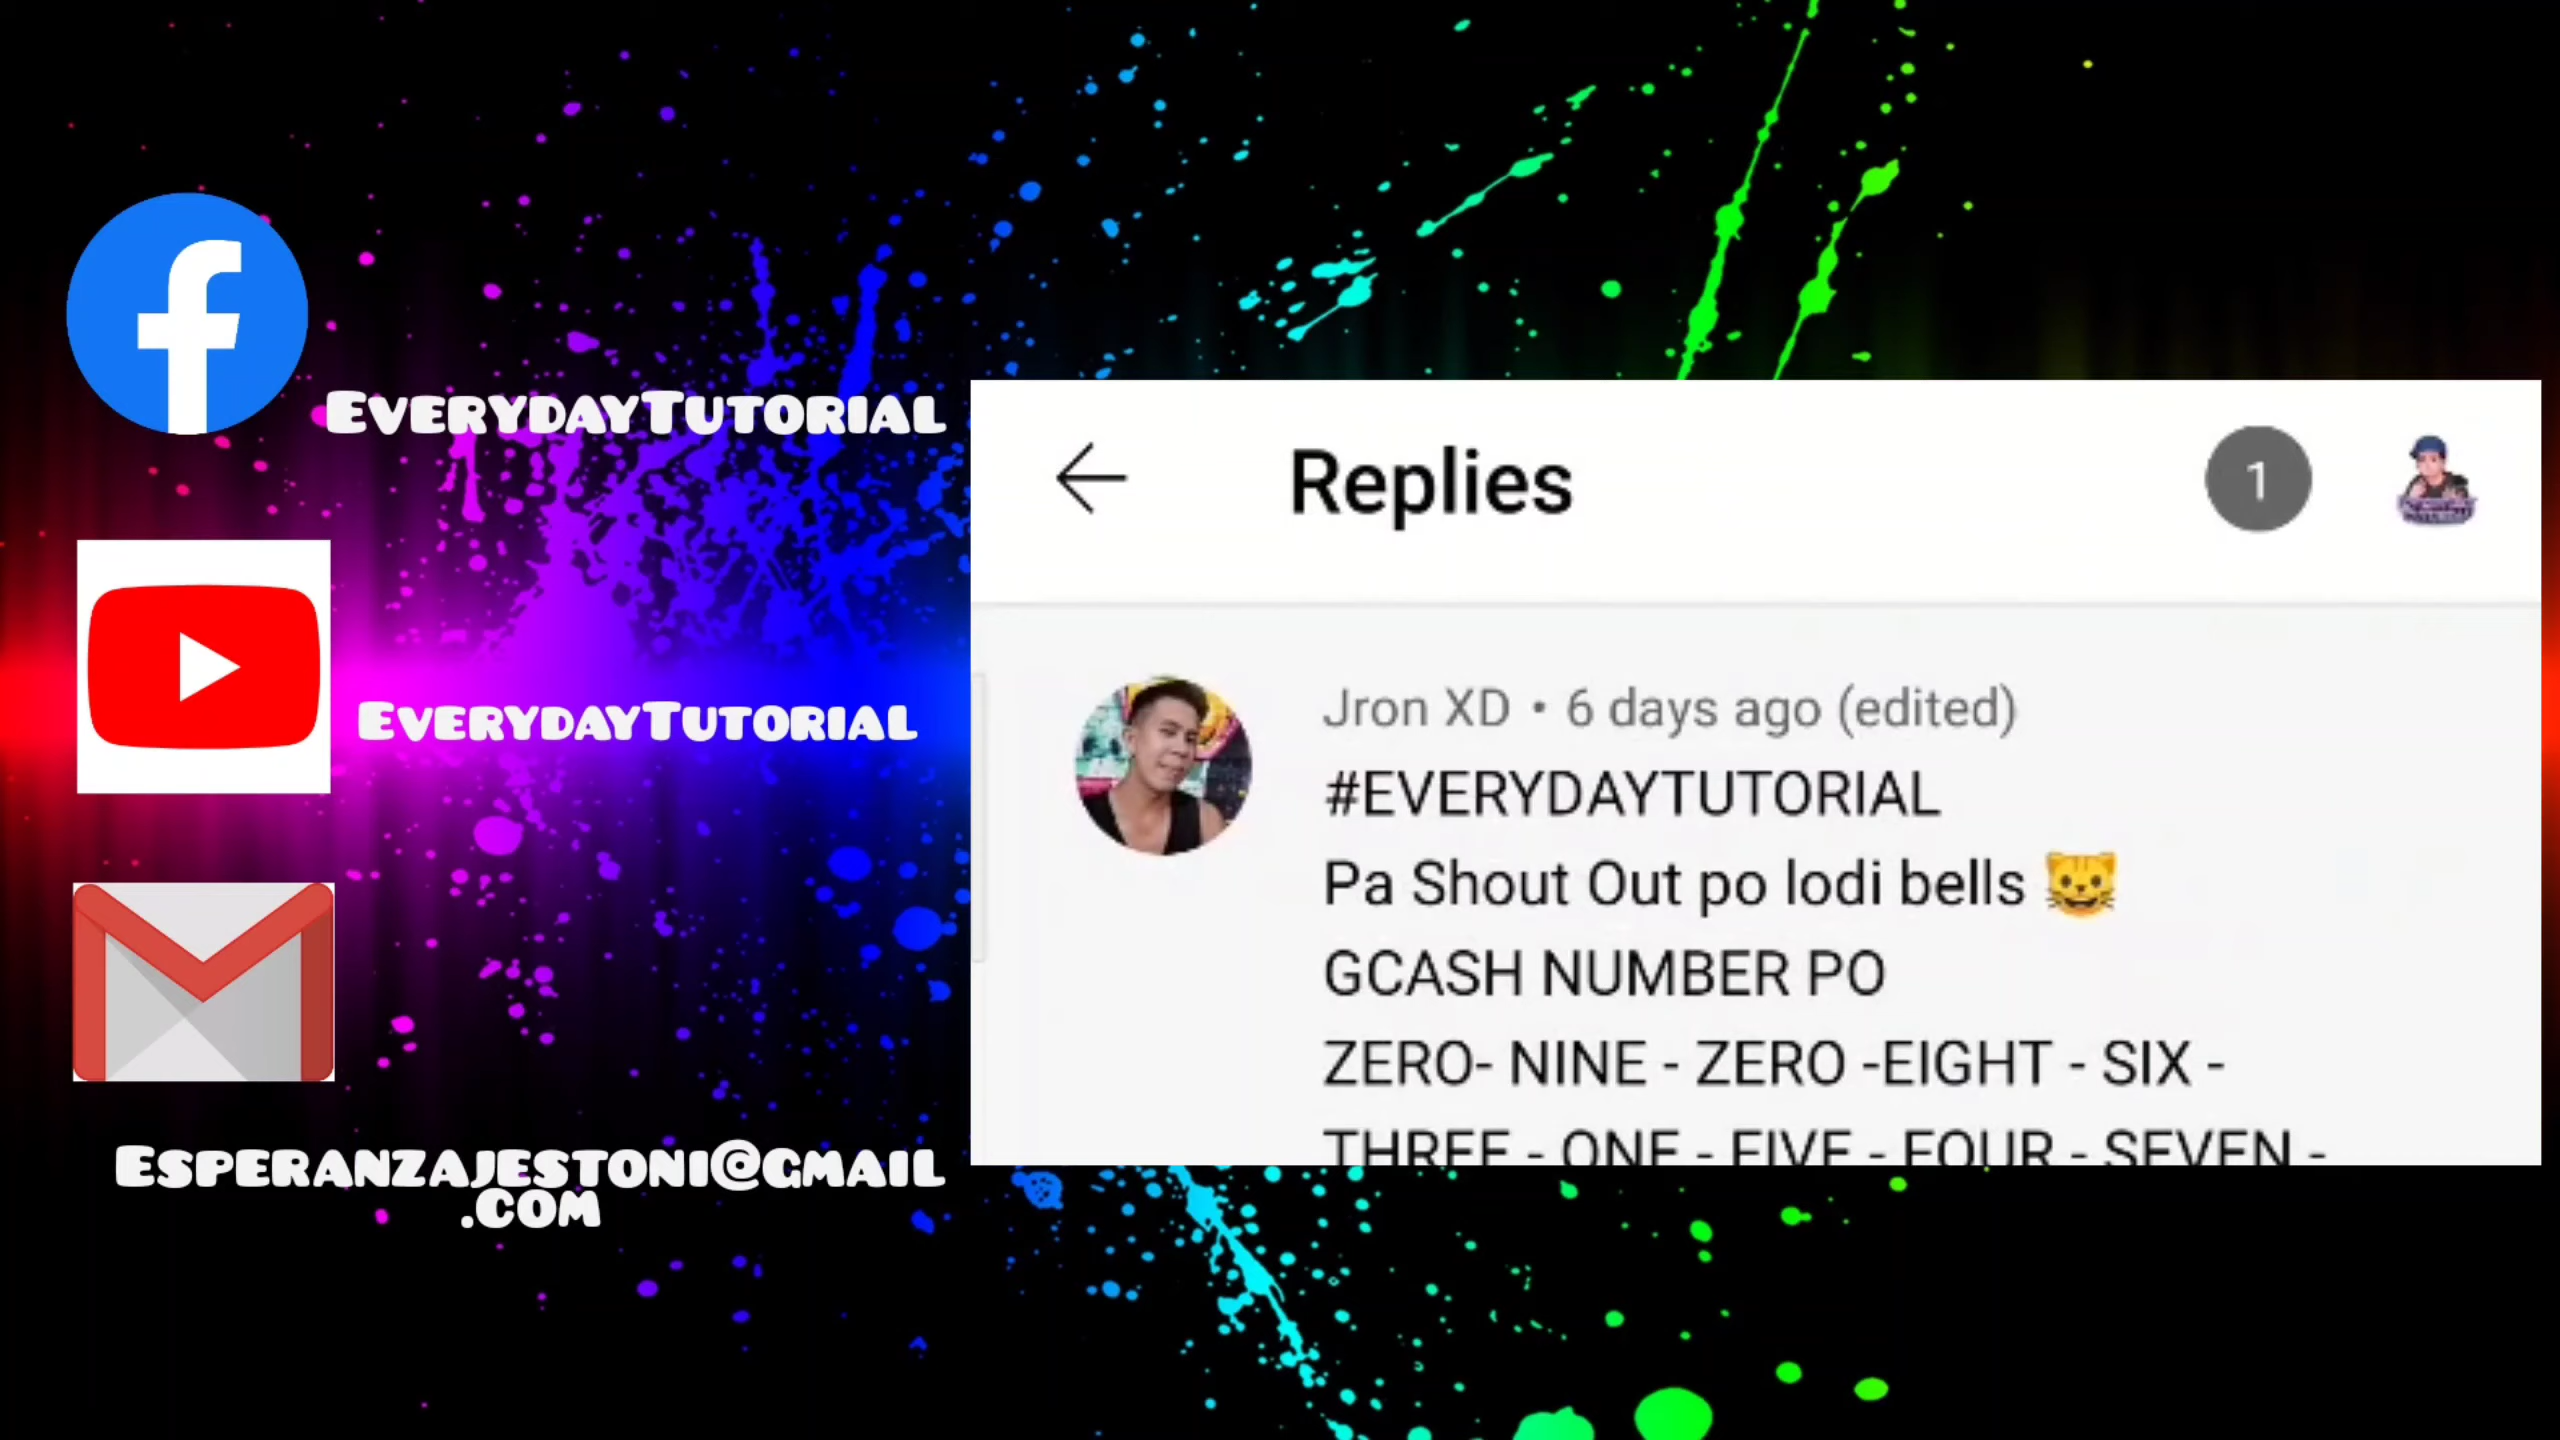 EverydayTutorial
EverydayTutorial
Esperanzajestoni@gmail
.com
Replies
1
Jron XD • 6 days ago (edited)
#EVERYDAYTUTORIAL
Pa Shout Out po lodi bells 😺
GCASH NUMBER PO
ZERO- NINE - ZERO -EIGHT - SIX -
THREE - ONE - FIVE - FOUR - SEVEN -